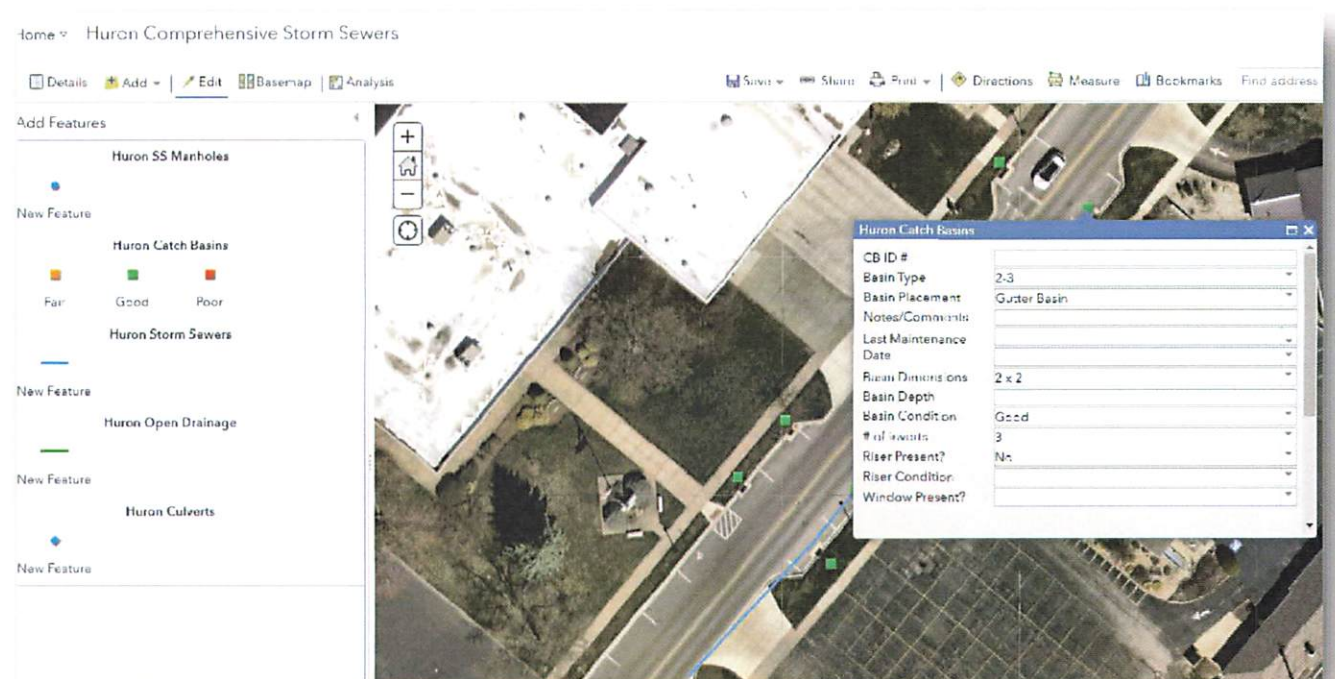 Home Huron Comprehensive Storm Sewers
Details Add Edit Basemap Analysis Save Share Print Directions Measure Bookmarks Find address
Add Features
Huron SS Manholes
New Feature
Huron Catch Basins
Fair Good Poor
Huron Storm Sewers
New Feature
Huron Open Drainage
New Feature
Huron Culverts
New Feature
Huron Catch Basins
CB ID #
Basin Type 2-3
Basin Placement Gutter Basin
Notes/Comments
Last Maintenance
Date
Basin Dimensions 2 x 2
Basin Depth
Basin Condition Good
# of inverts 3
Riser Present? No
Riser Condition
Window Present?